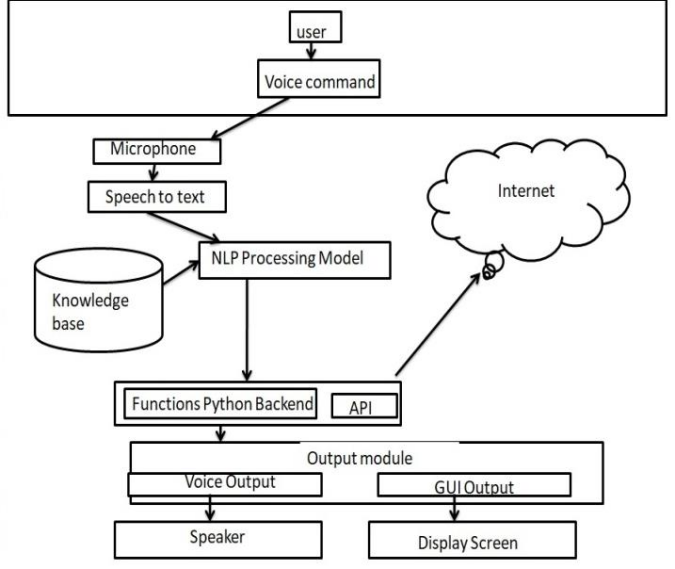 user
Voice command
Microphone
Speech to text
Internet
NLP Processing Model
Knowledge
base
Functions Python Backend
API
Output module
Voice Output
GUI Output
Speaker
Display Screen